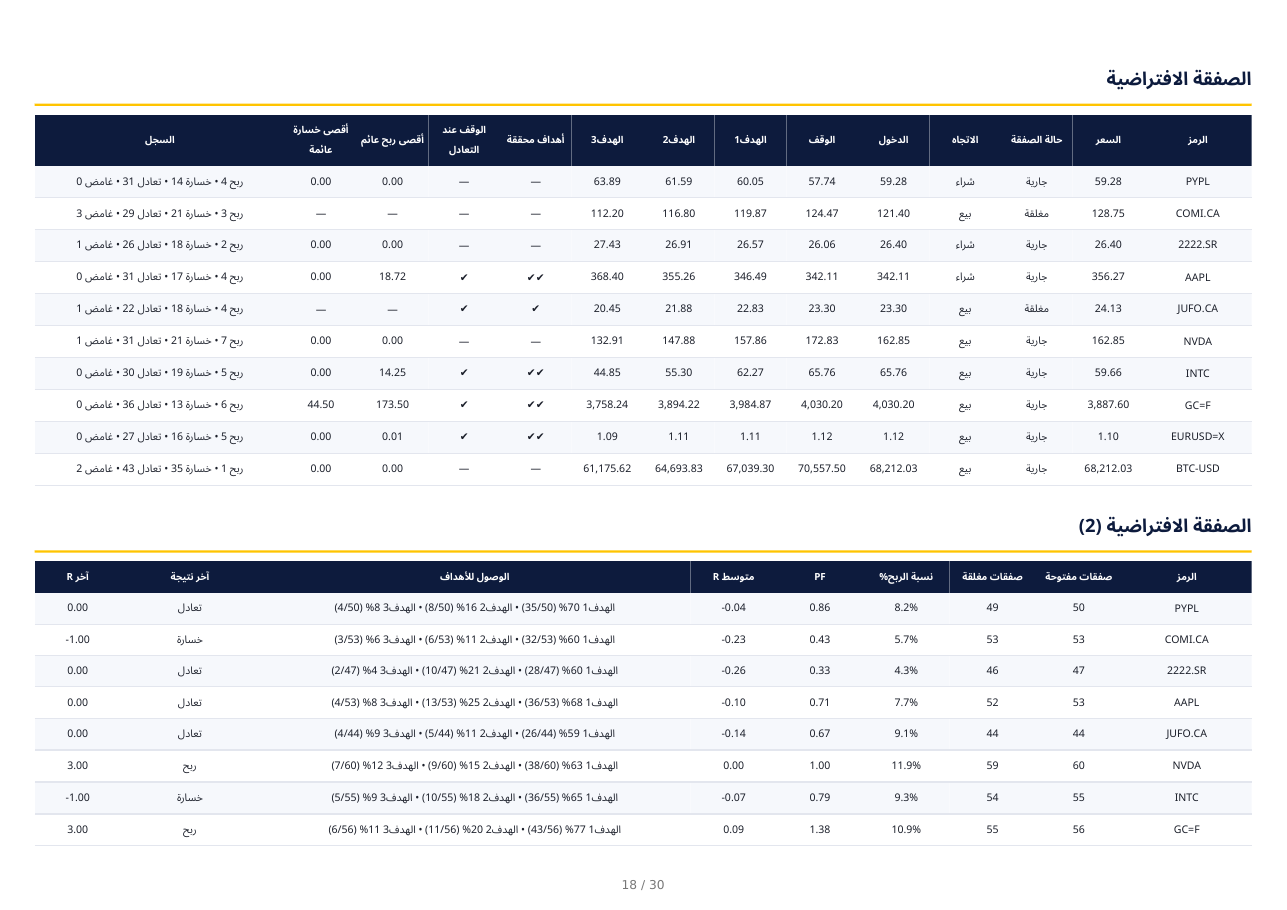 الصفقة الافتراضية
الرمز السعر حالة الصفقة الاتجاه الدخول الوقف الهدف1 الهدف2 الهدف3 أهداف محققة الوقف عند التعادل أقصى ربح عائم أقصى خسارة عائمة السجل
PYPL 59.28 جارية شراء 59.28 57.74 60.05 61.59 63.89 — — 0.00 0.00 ربح 4 • خسارة 14 • تعادل 31 • غامض 0
COMI.CA 128.75 مغلقة بيع 121.40 124.47 119.87 116.80 112.20 — — — — ربح 3 • خسارة 21 • تعادل 29 • غامض 3
2222.SR 26.40 جارية شراء 26.40 26.06 26.57 26.91 27.43 — — 0.00 0.00 ربح 2 • خسارة 18 • تعادل 26 • غامض 1
AAPL 356.27 جارية شراء 342.11 342.11 346.49 355.26 368.40 ✔✔ ✔ 18.72 0.00 ربح 4 • خسارة 17 • تعادل 31 • غامض 0
JUFO.CA 24.13 مغلقة بيع 23.30 23.30 22.83 21.88 20.45 ✔ ✔ — — ربح 4 • خسارة 18 • تعادل 22 • غامض 1
NVDA 162.85 جارية بيع 162.85 172.83 157.86 147.88 132.91 — — 0.00 0.00 ربح 7 • خسارة 21 • تعادل 31 • غامض 1
INTC 59.66 جارية بيع 65.76 65.76 62.27 55.30 44.85 ✔✔ ✔ 14.25 0.00 ربح 5 • خسارة 19 • تعادل 30 • غامض 0
GC=F 3,887.60 جارية بيع 4,030.20 4,030.20 3,984.87 3,894.22 3,758.24 ✔✔ ✔ 173.50 44.50 ربح 6 • خسارة 13 • تعادل 36 • غامض 0
EURUSD=X 1.10 جارية بيع 1.12 1.12 1.11 1.11 1.09 ✔✔ ✔ 0.01 0.00 ربح 5 • خسارة 16 • تعادل 27 • غامض 0
BTC-USD 68,212.03 جارية بيع 68,212.03 70,557.50 67,039.30 64,693.83 61,175.62 — — 0.00 0.00 ربح 1 • خسارة 35 • تعادل 43 • غامض 2
الصفقة الافتراضية (2)
الرمز صفقات مفتوحة صفقات مغلقة نسبة الربح% PF متوسط R الوصول للأهداف آخر نتيجة آخر R
PYPL 50 49 8.2% 0.86 -0.04 الهدف1 70% (35/50) • الهدف2 16% (8/50) • الهدف3 8% (4/50) تعادل 0.00
COMI.CA 53 53 5.7% 0.43 -0.23 الهدف1 60% (32/53) • الهدف2 11% (6/53) • الهدف3 6% (3/53) خسارة -1.00
2222.SR 47 46 4.3% 0.33 -0.26 الهدف1 60% (28/47) • الهدف2 21% (10/47) • الهدف3 4% (2/47) تعادل 0.00
AAPL 53 52 7.7% 0.71 -0.10 الهدف1 68% (36/53) • الهدف2 25% (13/53) • الهدف3 8% (4/53) تعادل 0.00
JUFO.CA 44 44 9.1% 0.67 -0.14 الهدف1 59% (26/44) • الهدف2 11% (5/44) • الهدف3 9% (4/44) تعادل 0.00
NVDA 60 59 11.9% 1.00 0.00 الهدف1 63% (38/60) • الهدف2 15% (9/60) • الهدف3 12% (7/60) ربح 3.00
INTC 55 54 9.3% 0.79 -0.07 الهدف1 65% (36/55) • الهدف2 18% (10/55) • الهدف3 9% (5/55) خسارة -1.00
GC=F 56 55 10.9% 1.38 0.09 الهدف1 77% (43/56) • الهدف2 20% (11/56) • الهدف3 11% (6/56) ربح 3.00
18 / 30